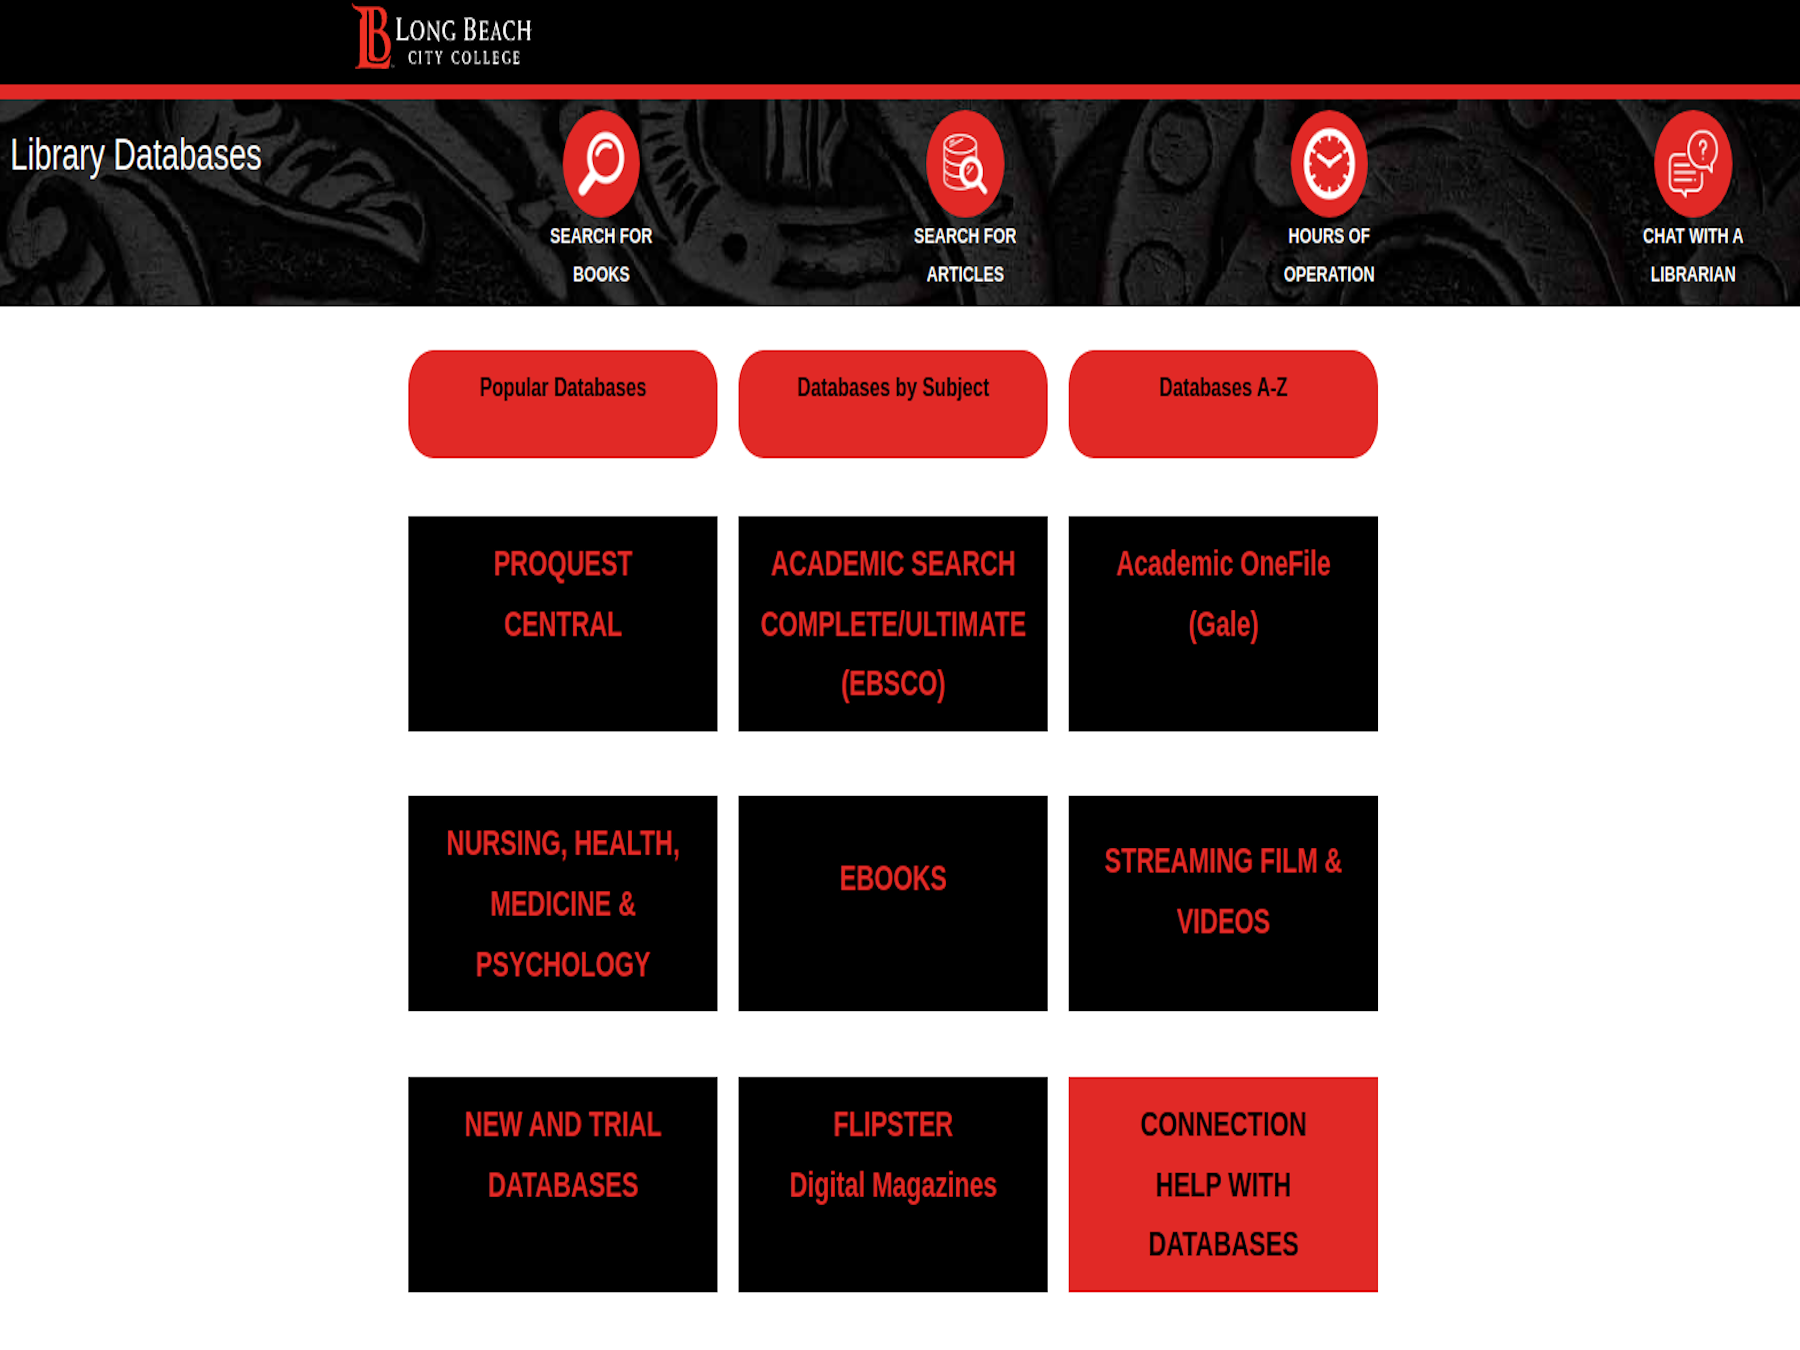 LB LONG BEACH
CITY COLLEGE
Library Databases
SEARCH FOR
BOOKS
SEARCH FOR
ARTICLES
HOURS OF
OPERATION
?
CHAT WITH A
LIBRARIAN
Popular Databases
Databases by Subject
Databases A-Z
PROQUEST
CENTRAL
ACADEMIC SEARCH
COMPLETE/ULTIMATE
(EBSCO)
Academic OneFile
(Gale)
NURSING, HEALTH,
MEDICINE &
PSYCHOLOGY
EBOOKS
STREAMING FILM &
VIDEOS
NEW AND TRIAL
DATABASES
FLIPSTER
Digital Magazines
CONNECTION
HELP WITH
DATABASES